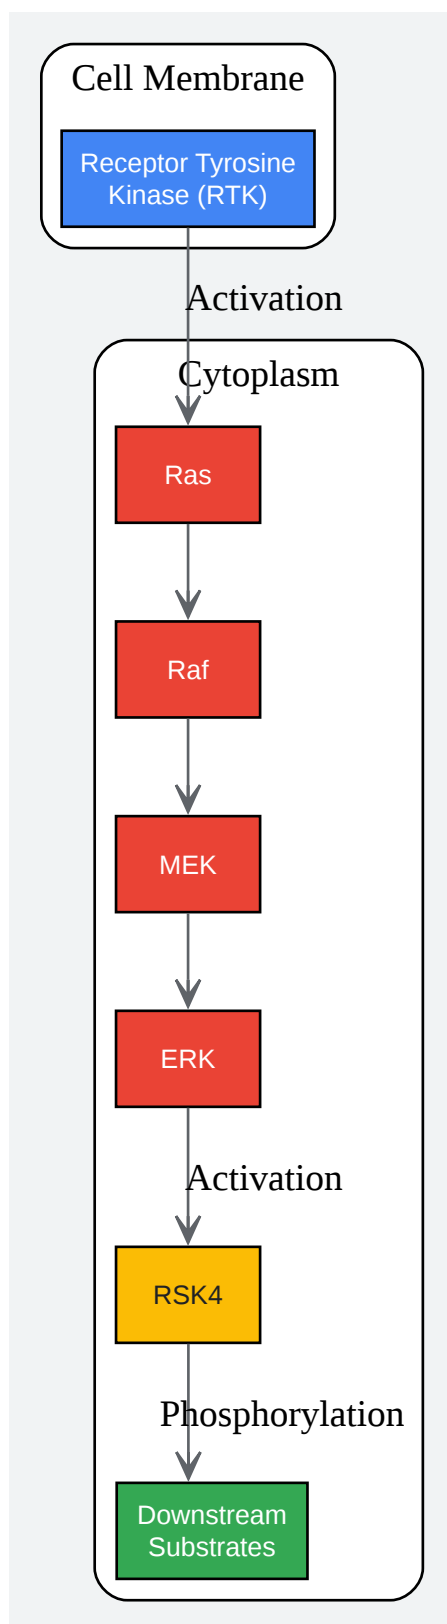 Cell Membrane
Receptor Tyrosine
Kinase (RTK)
Activation
Cytoplasm
Ras
Raf
MEK
ERK
Activation
RSK4
Phosphorylation
Downstream
Substrates